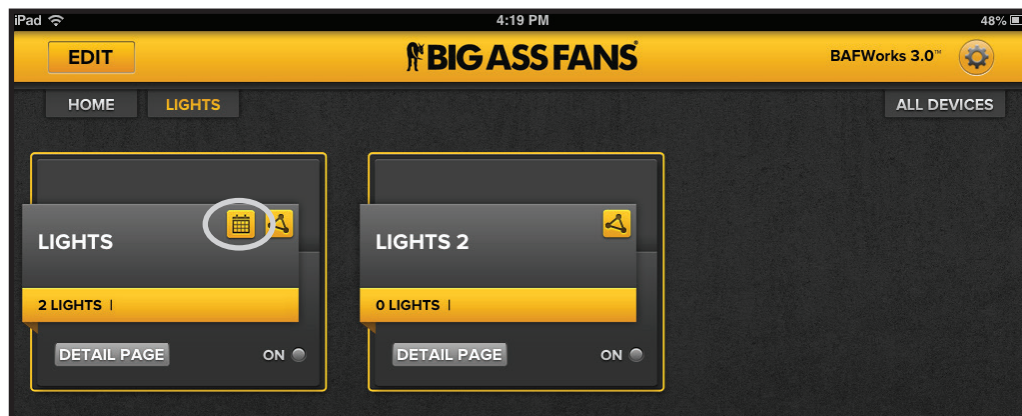 iPad 4:19 PM 48%
EDIT BIG ASS FANS BAFWorks 3.0™
HOME LIGHTS ALL DEVICES
LIGHTS LIGHTS 2
2 LIGHTS | 0 LIGHTS |
DETAIL PAGE ON DETAIL PAGE ON